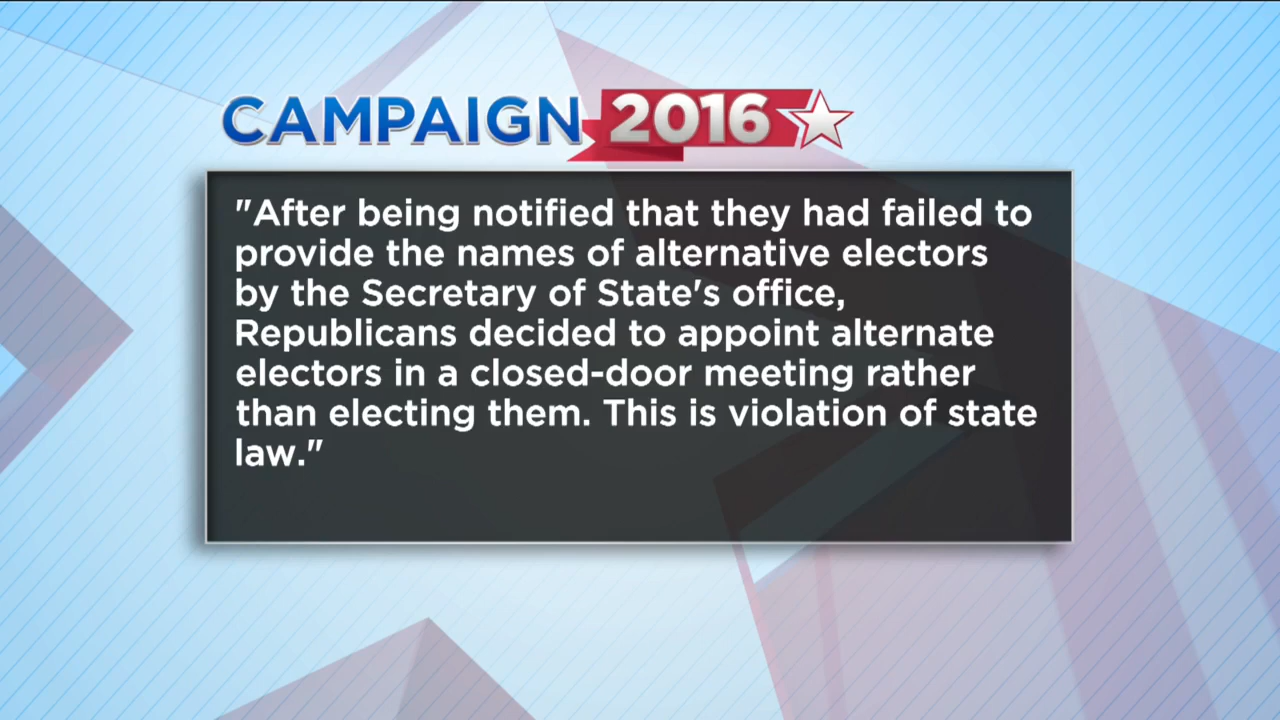 CAMPAIGN 2016
"After being notified that they had failed to
provide the names of alternative electors
by the Secretary of State's office,
Republicans decided to appoint alternate
electors in a closed-door meeting rather
than electing them. This is violation of state
law."